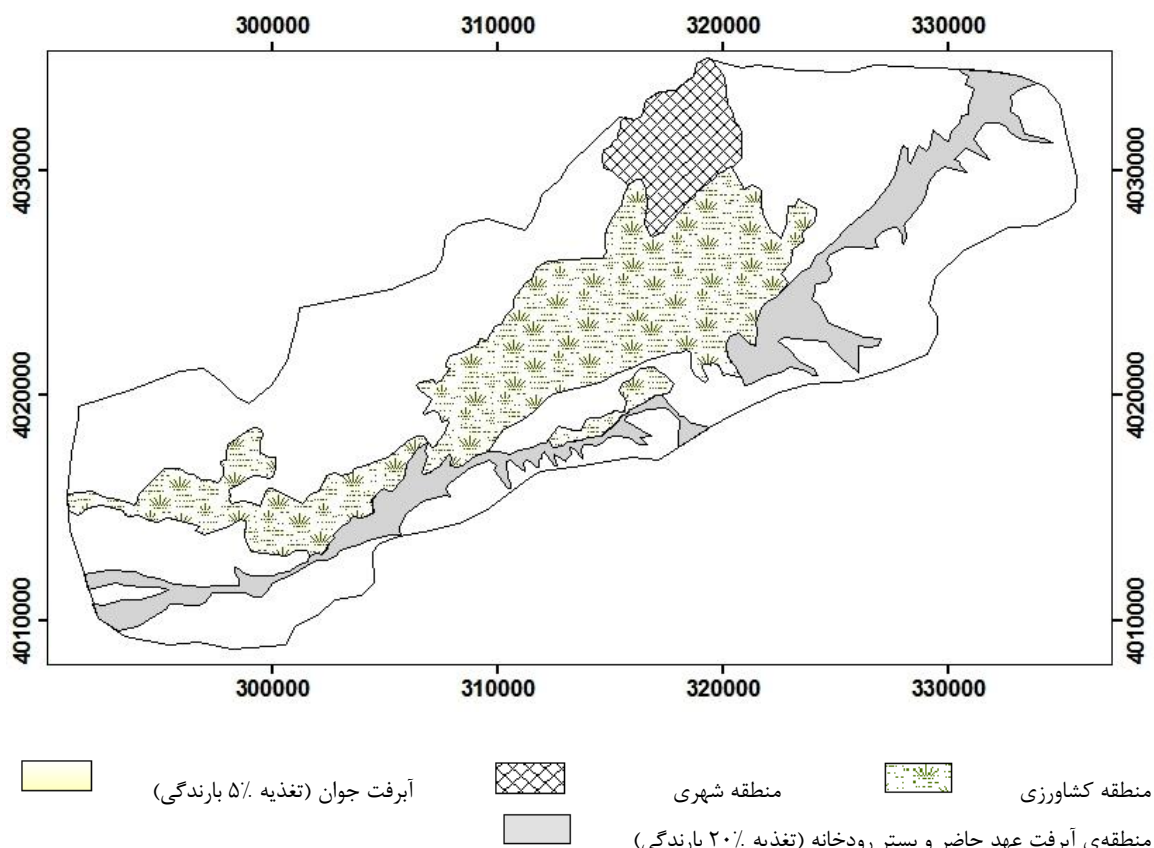 300000 310000 320000 330000
4030000 4030000
4020000 4020000
4010000 4010000
300000 310000 320000 330000
منطقه کشاورزی منطقه شهری آبرفت جوان (تغذیه ۵٪ بارندگی)
منطقه‌ی آبرفت عهد حاضر و بستر رودخانه (تغذیه ۲۰٪ بارندگی)